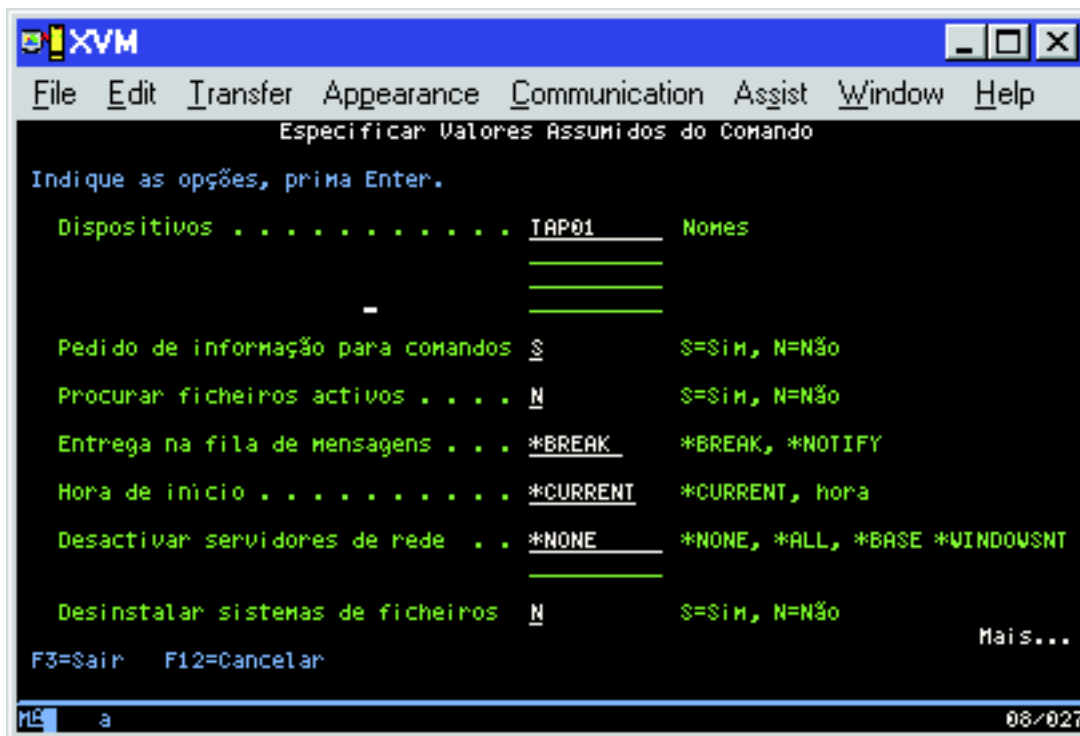 XVM
File Edit Transfer Appearance Communication Assist Window Help
Especificar Valores Assumidos do Comando
Indique as opções, prima Enter.
Dispositivos . . . . . . . . . . . TAP01 Nomes
Pedido de informação para comandos S S=Sim, N=Não
Procurar ficheiros activos . . . . N S=Sim, N=Não
Entrega na fila de mensagens . . . *BREAK *BREAK, *NOTIFY
Hora de início . . . . . . . . . . *CURRENT *CURRENT, hora
Desactivar servidores de rede . . *NONE *NONE, *ALL, *BASE *WINDOWSNT
Desinstalar sistemas de ficheiros N S=Sim, N=Não
Mais...
F3=Sair F12=Cancelar
MA a 08/027